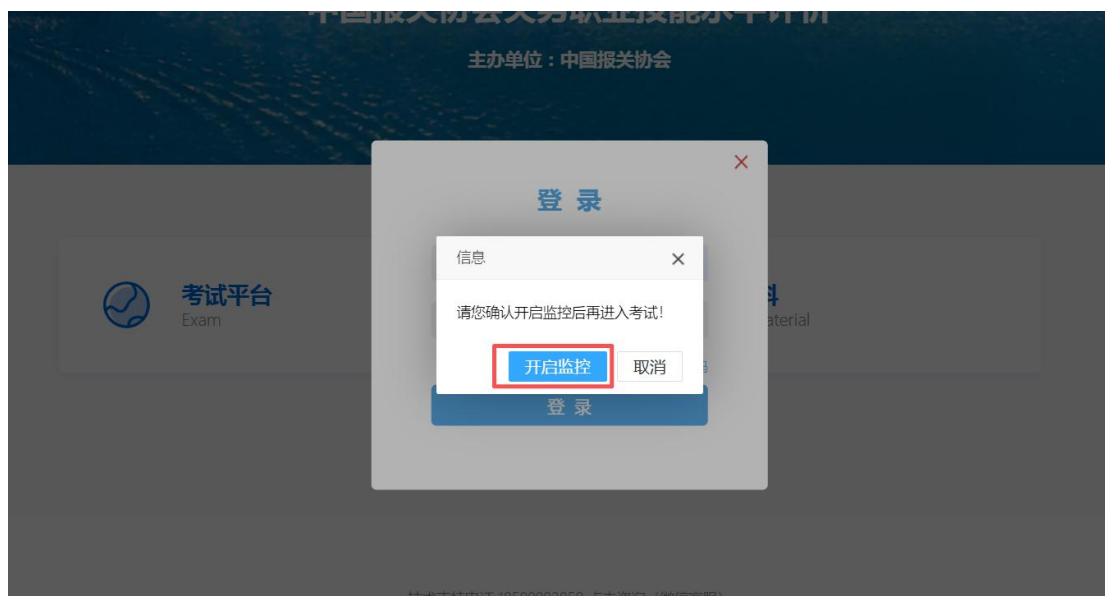 主办单位：中国报关协会
登 录
信息
请您确认开启监控后再进入考试！
开启监控
取消
考试平台
Exam
登 录